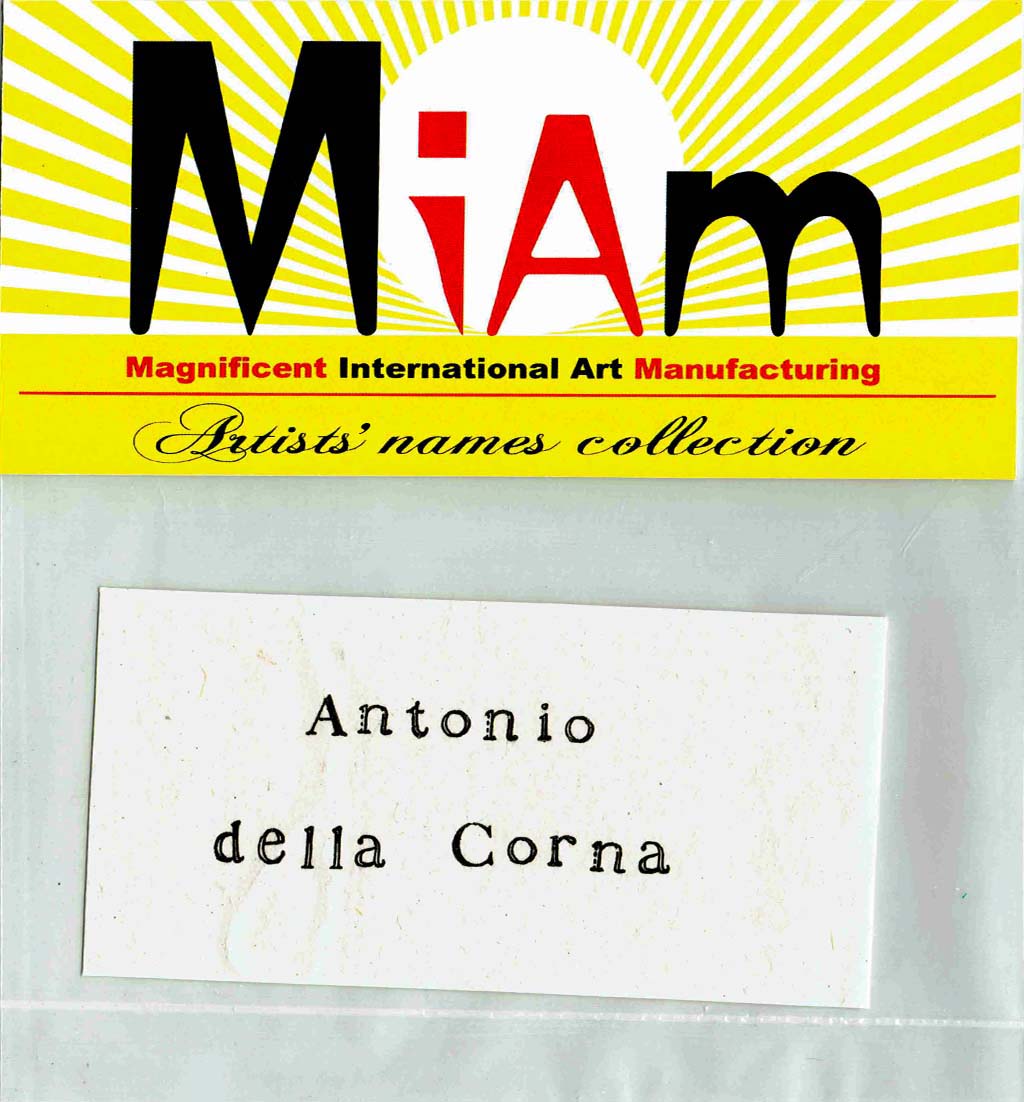 MiAm
Magnificent International Art Manufacturing
Artists' names collection
Antonio
della Corna